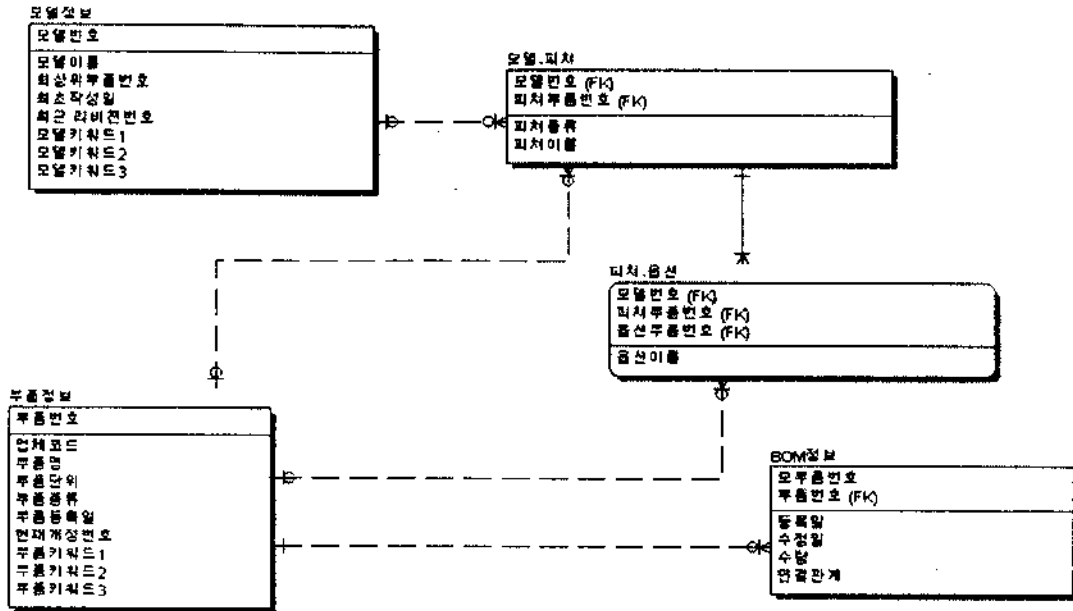 모델정보
모델번호
모델이름
최상위부품번호
최초작성일
최근 리비젼번호
모델키워드1
모델키워드2
모델키워드3
모델.피쳐
모델번호 (FK)
피쳐부품번호 (FK)
피쳐종류
피쳐이름
피쳐.옵션
모델번호 (FK)
피쳐부품번호 (FK)
옵션부품번호 (FK)
옵션이름
부품정보
부품번호
업체코드
부품명
부품단위
부품종류
부품등록일
현재개정번호
부품키워드1
부품키워드2
부품키워드3
BOM정보
모부품번호
부품번호 (FK)
등록일
수정일
수량
연결관계